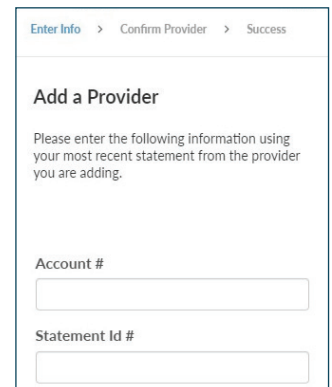 Enter Info > Confirm Provider > Success
Add a Provider
Please enter the following information using
your most recent statement from the provider
you are adding.
Account #
Statement Id #